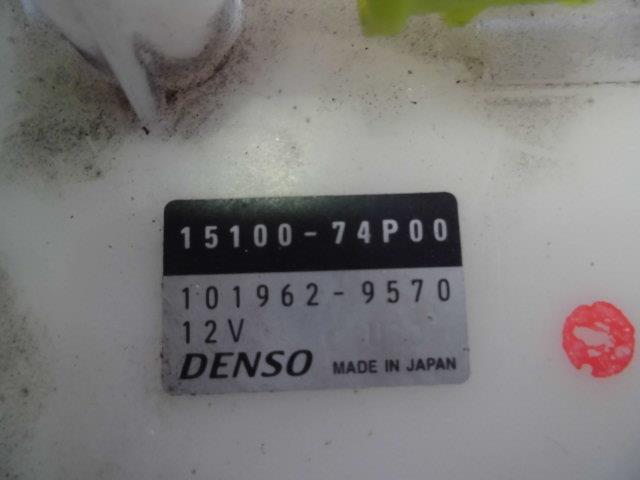 15100-74P00
101962-9570
12V
DENSO MADE IN JAPAN